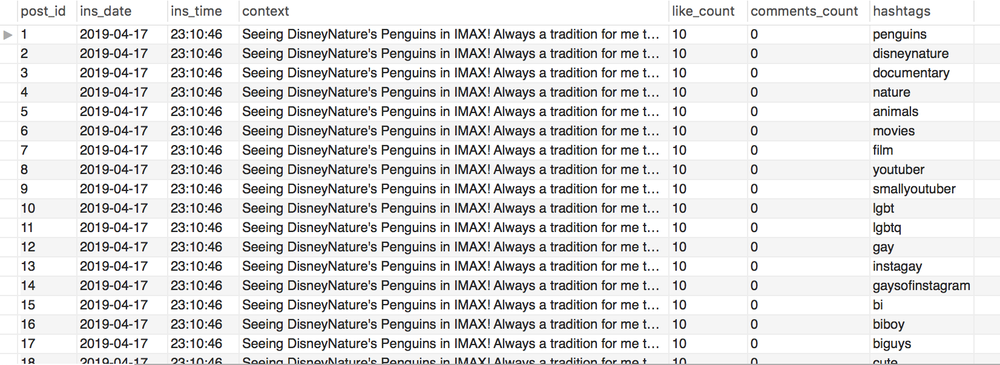 post_id ins_date ins_time context like_count comments_count hashtags
1 2019-04-17 23:10:46 Seeing DisneyNature's Penguins in IMAX! Always a tradition for me t... 10 0 penguins
2 2019-04-17 23:10:46 Seeing DisneyNature's Penguins in IMAX! Always a tradition for me t... 10 0 disneynature
3 2019-04-17 23:10:46 Seeing DisneyNature's Penguins in IMAX! Always a tradition for me t... 10 0 documentary
4 2019-04-17 23:10:46 Seeing DisneyNature's Penguins in IMAX! Always a tradition for me t... 10 0 nature
5 2019-04-17 23:10:46 Seeing DisneyNature's Penguins in IMAX! Always a tradition for me t... 10 0 animals
6 2019-04-17 23:10:46 Seeing DisneyNature's Penguins in IMAX! Always a tradition for me t... 10 0 movies
7 2019-04-17 23:10:46 Seeing DisneyNature's Penguins in IMAX! Always a tradition for me t... 10 0 film
8 2019-04-17 23:10:46 Seeing DisneyNature's Penguins in IMAX! Always a tradition for me t... 10 0 youtuber
9 2019-04-17 23:10:46 Seeing DisneyNature's Penguins in IMAX! Always a tradition for me t... 10 0 smallyoutuber
10 2019-04-17 23:10:46 Seeing DisneyNature's Penguins in IMAX! Always a tradition for me t... 10 0 lgbt
11 2019-04-17 23:10:46 Seeing DisneyNature's Penguins in IMAX! Always a tradition for me t... 10 0 lgbtq
12 2019-04-17 23:10:46 Seeing DisneyNature's Penguins in IMAX! Always a tradition for me t... 10 0 gay
13 2019-04-17 23:10:46 Seeing DisneyNature's Penguins in IMAX! Always a tradition for me t... 10 0 instagay
14 2019-04-17 23:10:46 Seeing DisneyNature's Penguins in IMAX! Always a tradition for me t... 10 0 gaysofinstagram
15 2019-04-17 23:10:46 Seeing DisneyNature's Penguins in IMAX! Always a tradition for me t... 10 0 bi
16 2019-04-17 23:10:46 Seeing DisneyNature's Penguins in IMAX! Always a tradition for me t... 10 0 biboy
17 2019-04-17 23:10:46 Seeing DisneyNature's Penguins in IMAX! Always a tradition for me t... 10 0 biguys
18 2019-04-17 23:10:46 Seeing DisneyNature's Penguins in IMAX! Always a tradition for me t... 10 0 cute